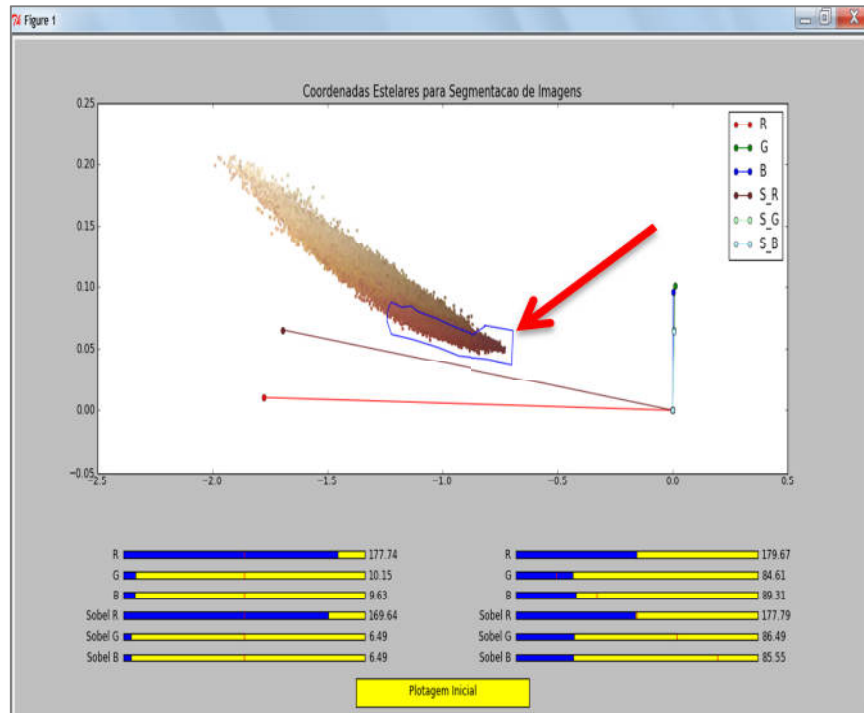 Figure 1
Coordenadas Estelares para Segmentacao de Imagens
0.25
0.20
0.15
0.10
0.05
0.00
−0.05
−2.5
−2.0
−1.5
−1.0
−0.5
0.0
0.5
R
G
B
S_R
S_G
S_B
R 177.74
G 10.15
B 9.63
Sobel R 169.64
Sobel G 6.49
Sobel B 6.49
R 179.67
G 84.61
B 89.31
Sobel R 177.79
Sobel G 86.49
Sobel B 85.55
Plotagem Inicial